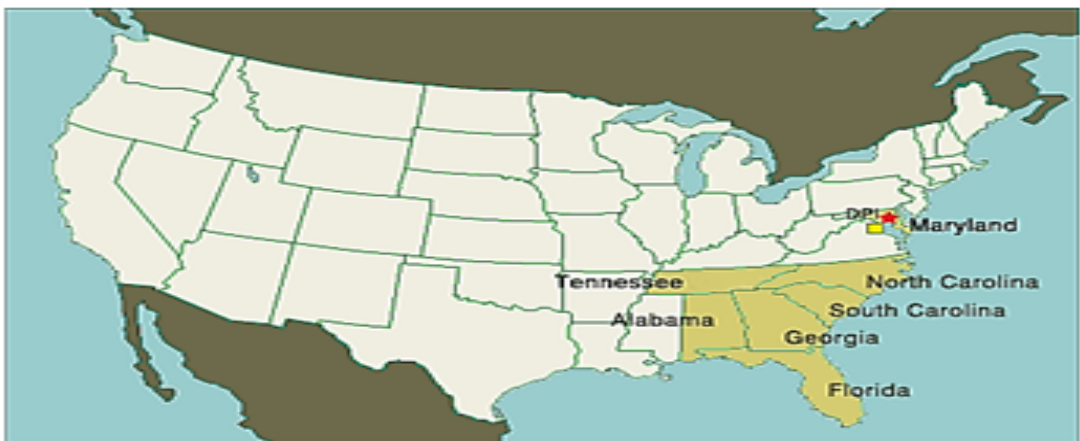 DPI
Maryland
Tennessee
North Carolina
Alabama
South Carolina
Georgia
Florida